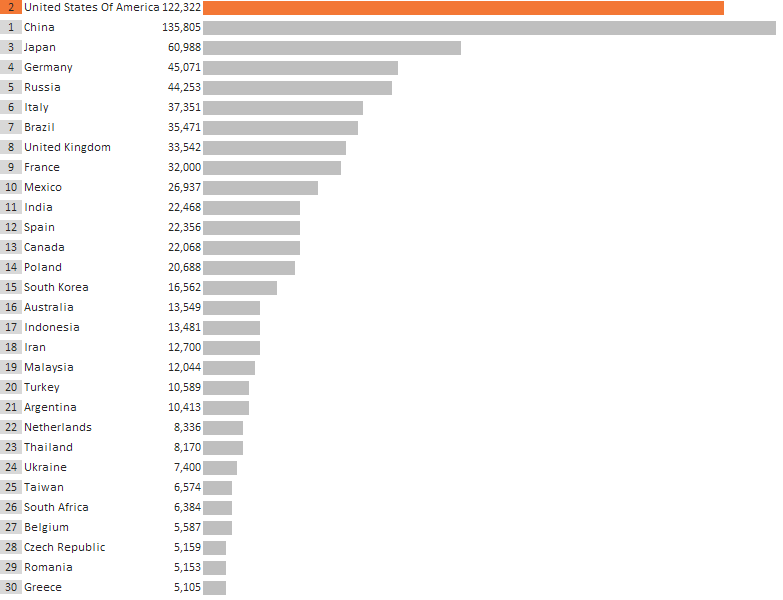 2 United States Of America 122,322
1 China 135,805
3 Japan 60,988
4 Germany 45,071
5 Russia 44,253
6 Italy 37,351
7 Brazil 35,471
8 United Kingdom 33,542
9 France 32,000
10 Mexico 26,937
11 India 22,468
12 Spain 22,356
13 Canada 22,068
14 Poland 20,688
15 South Korea 16,562
16 Australia 13,549
17 Indonesia 13,481
18 Iran 12,700
19 Malaysia 12,044
20 Turkey 10,589
21 Argentina 10,413
22 Netherlands 8,336
23 Thailand 8,170
24 Ukraine 7,400
25 Taiwan 6,574
26 South Africa 6,384
27 Belgium 5,587
28 Czech Republic 5,159
29 Romania 5,153
30 Greece 5,105